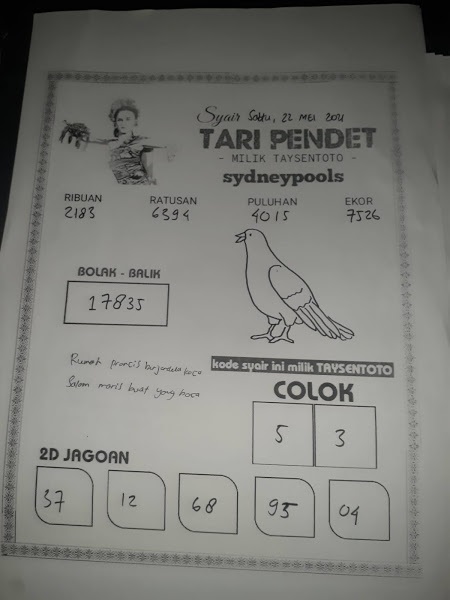 Syair Sabtu, 22 MEI 2021
TARI PENDET
- MILIK TAYSENTOTO -
sydneypools
RIBUAN RATUSAN PULUHAN EKOR
2183 6394 4015 7526
BOLAK - BALIK
17835
Rumah prancis berjendela kaca
Salam manis buat yang baca
kode syair ini milik TAYSENTOTO
COLOK
5 3
2D JAGOAN
37 12 68 95 04